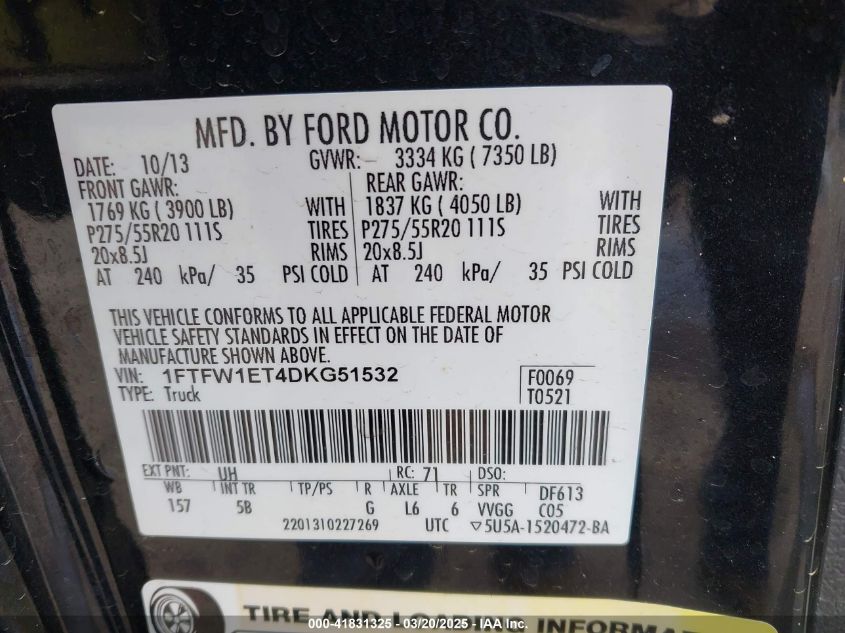 MFD. BY FORD MOTOR CO.
DATE: 10/13 GVWR: 3334 KG ( 7350 LB)
FRONT GAWR: REAR GAWR:
1769 KG ( 3900 LB) WITH 1837 KG ( 4050 LB) WITH
P275/55R20 111S TIRES P275/55R20 111S TIRES
20x8.5J RIMS 20x8.5J RIMS
AT 240 kPa/ 35 PSI COLD AT 240 kPa/ 35 PSI COLD
THIS VEHICLE CONFORMS TO ALL APPLICABLE FEDERAL MOTOR
VEHICLE SAFETY STANDARDS IN EFFECT ON THE DATE OF
MANUFACTURE SHOWN ABOVE.
VIN: 1FTFW1ET4DKG51532 F0069
TYPE: Truck T0521
EXT PNT: UH RC: 71 DSO:
WB INT TR TP/PS R AXLE TR SPR DF613
157 5B G L6 6 VVGG C05
2201310227269 UTC ▽5U5A-1520472-BA
TIRE AND LOADING INFORMAT
000-41831325 - 03/20/2025 - IAA Inc.